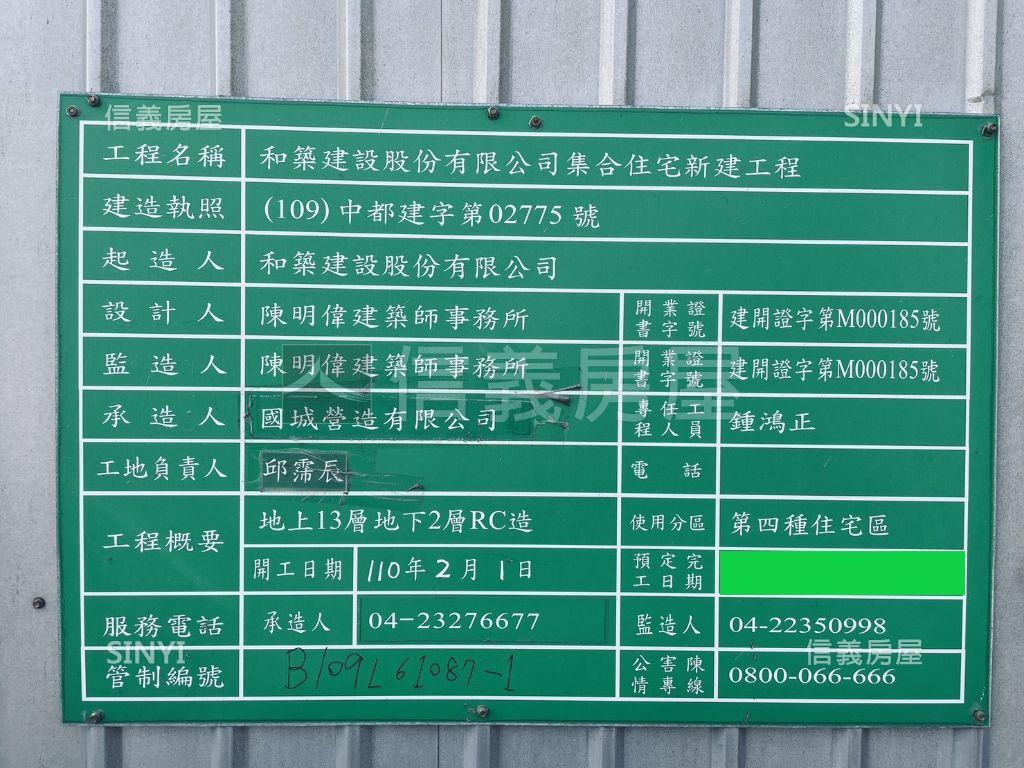 信義房屋 SINYI
工程名稱 和築建設股份有限公司集合住宅新建工程
建造執照 (109)中都建字第02775號
起造人 和築建設股份有限公司
設計人 陳明偉建築師事務所 開業證書字號 建開證字第M000185號
監造人 陳明偉建築師事務所 開業證書字號 建開證字第M000185號
信義房屋
承造人 國城營造有限公司 專任工程人員 鍾鴻正
工地負責人 邱霈辰 電話
工程概要 地上13層地下2層RC造 使用分區 第四種住宅區
開工日期 110年2月1日 預定完工日期
服務電話 承造人 04-23276677 監造人 04-22350998
SINYI 信義房屋
管制編號 B109L61087-1 公害陳情專線 0800-066-666